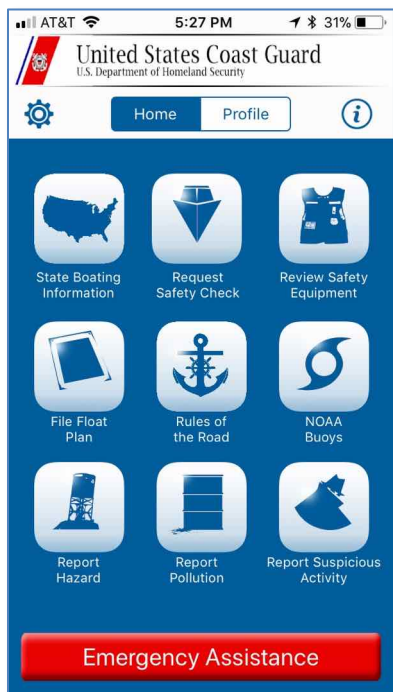 AT&T 5:27 PM 31%
United States Coast Guard
U.S. Department of Homeland Security
Home Profile
State Boating
Information
Request
Safety Check
Review Safety
Equipment
File Float
Plan
Rules of
the Road
NOAA
Buoys
Report
Hazard
Report
Pollution
Report Suspicious
Activity
Emergency Assistance